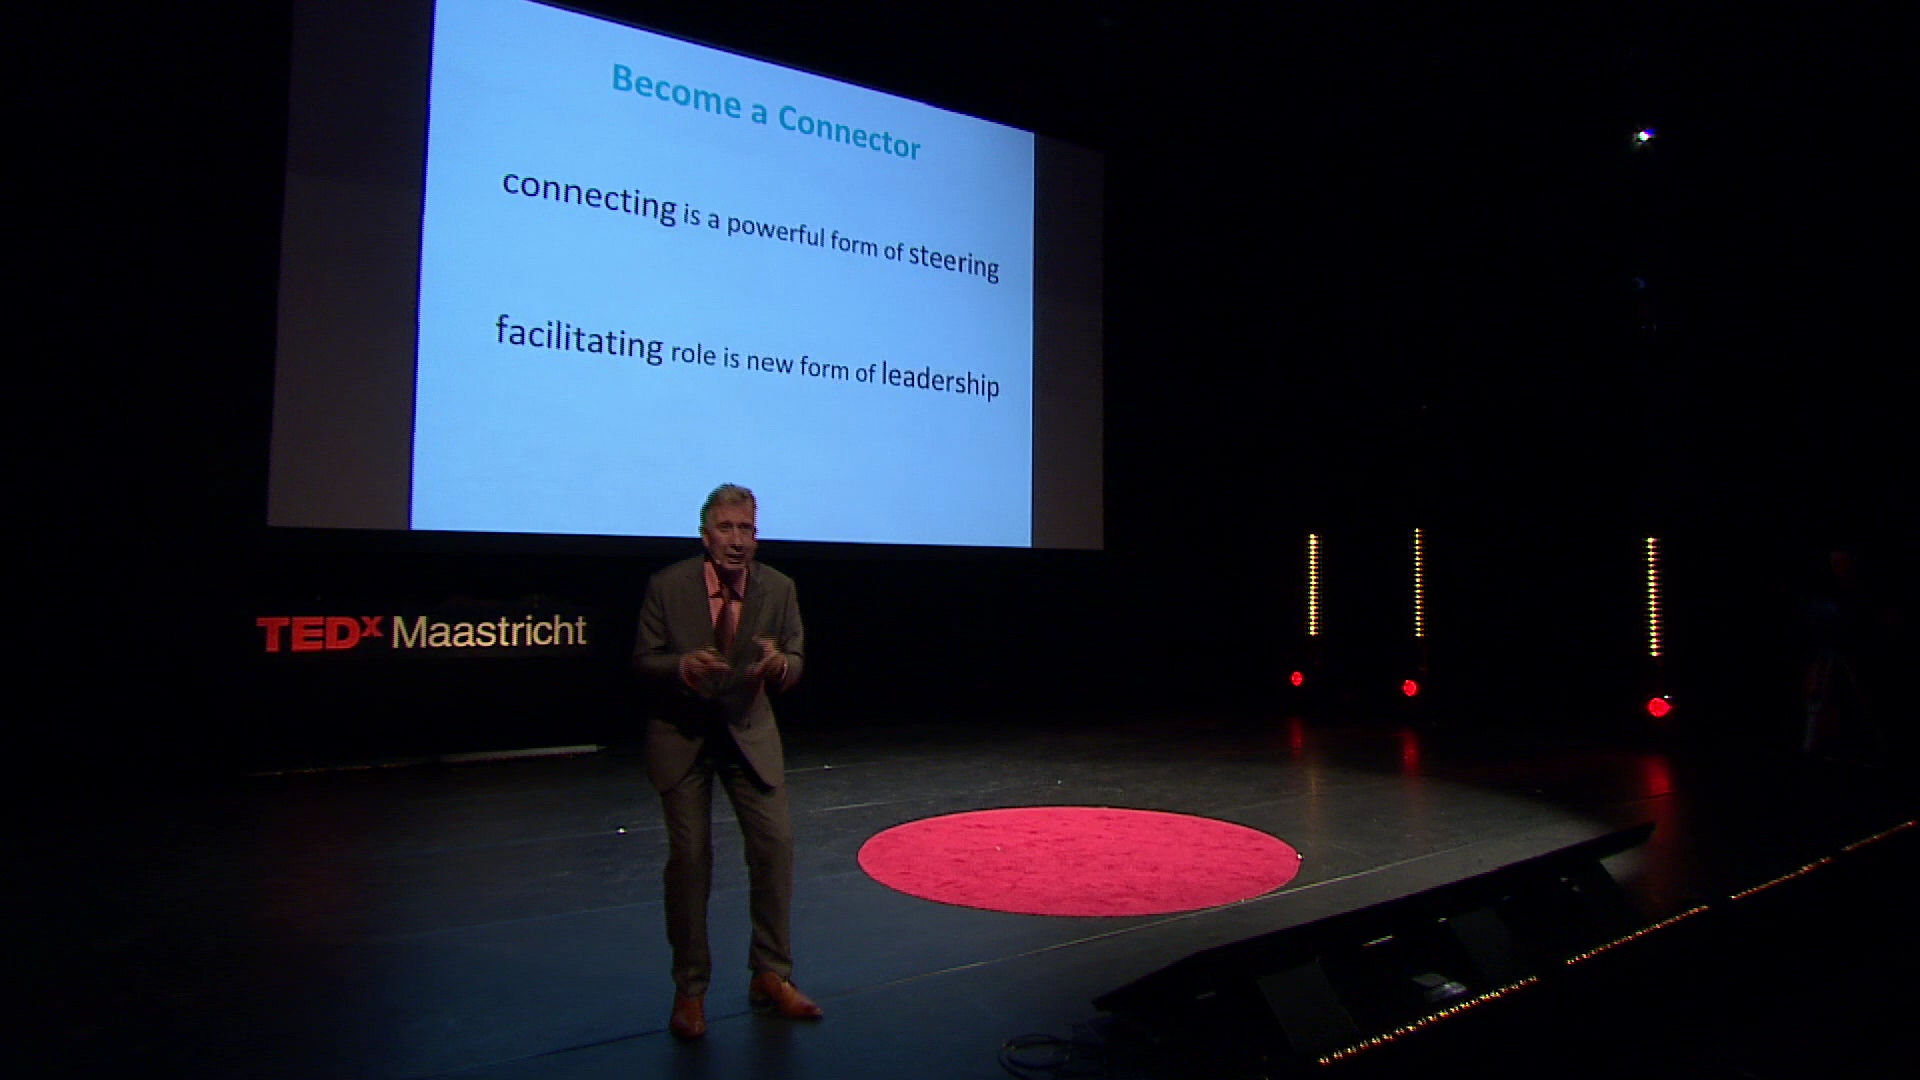 Become a Connector
connecting is a powerful form of steering
facilitating role is new form of leadership
TEDx Maastricht